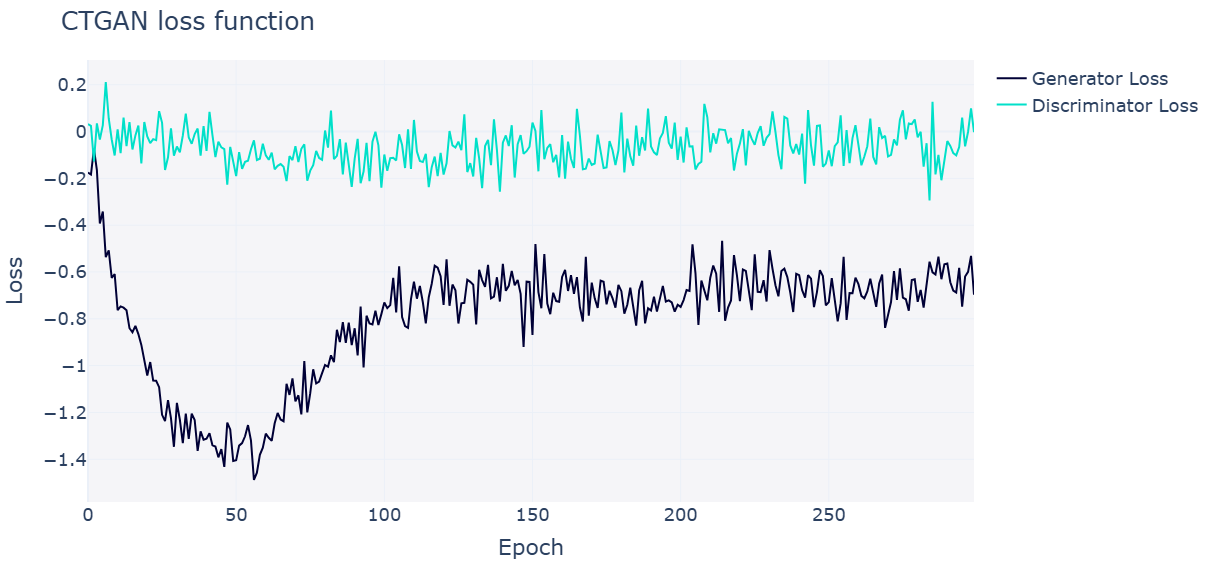 CTGAN loss function
Generator Loss
Discriminator Loss
0.2
0
−0.2
−0.4
−0.6
−0.8
−1
−1.2
−1.4
Loss
0 50 100 150 200 250
Epoch